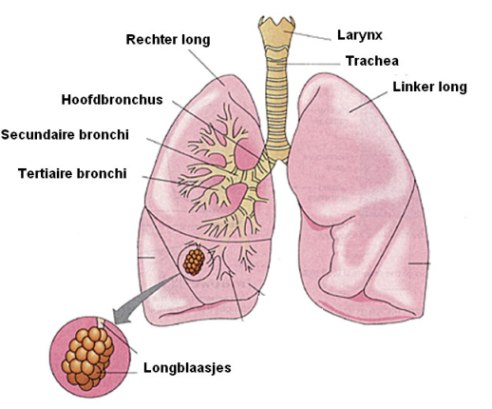 Larynx
Rechter long
Trachea
Linker long
Hoofdbronchus
Secundaire bronchi
Tertiaire bronchi
Longblaasjes